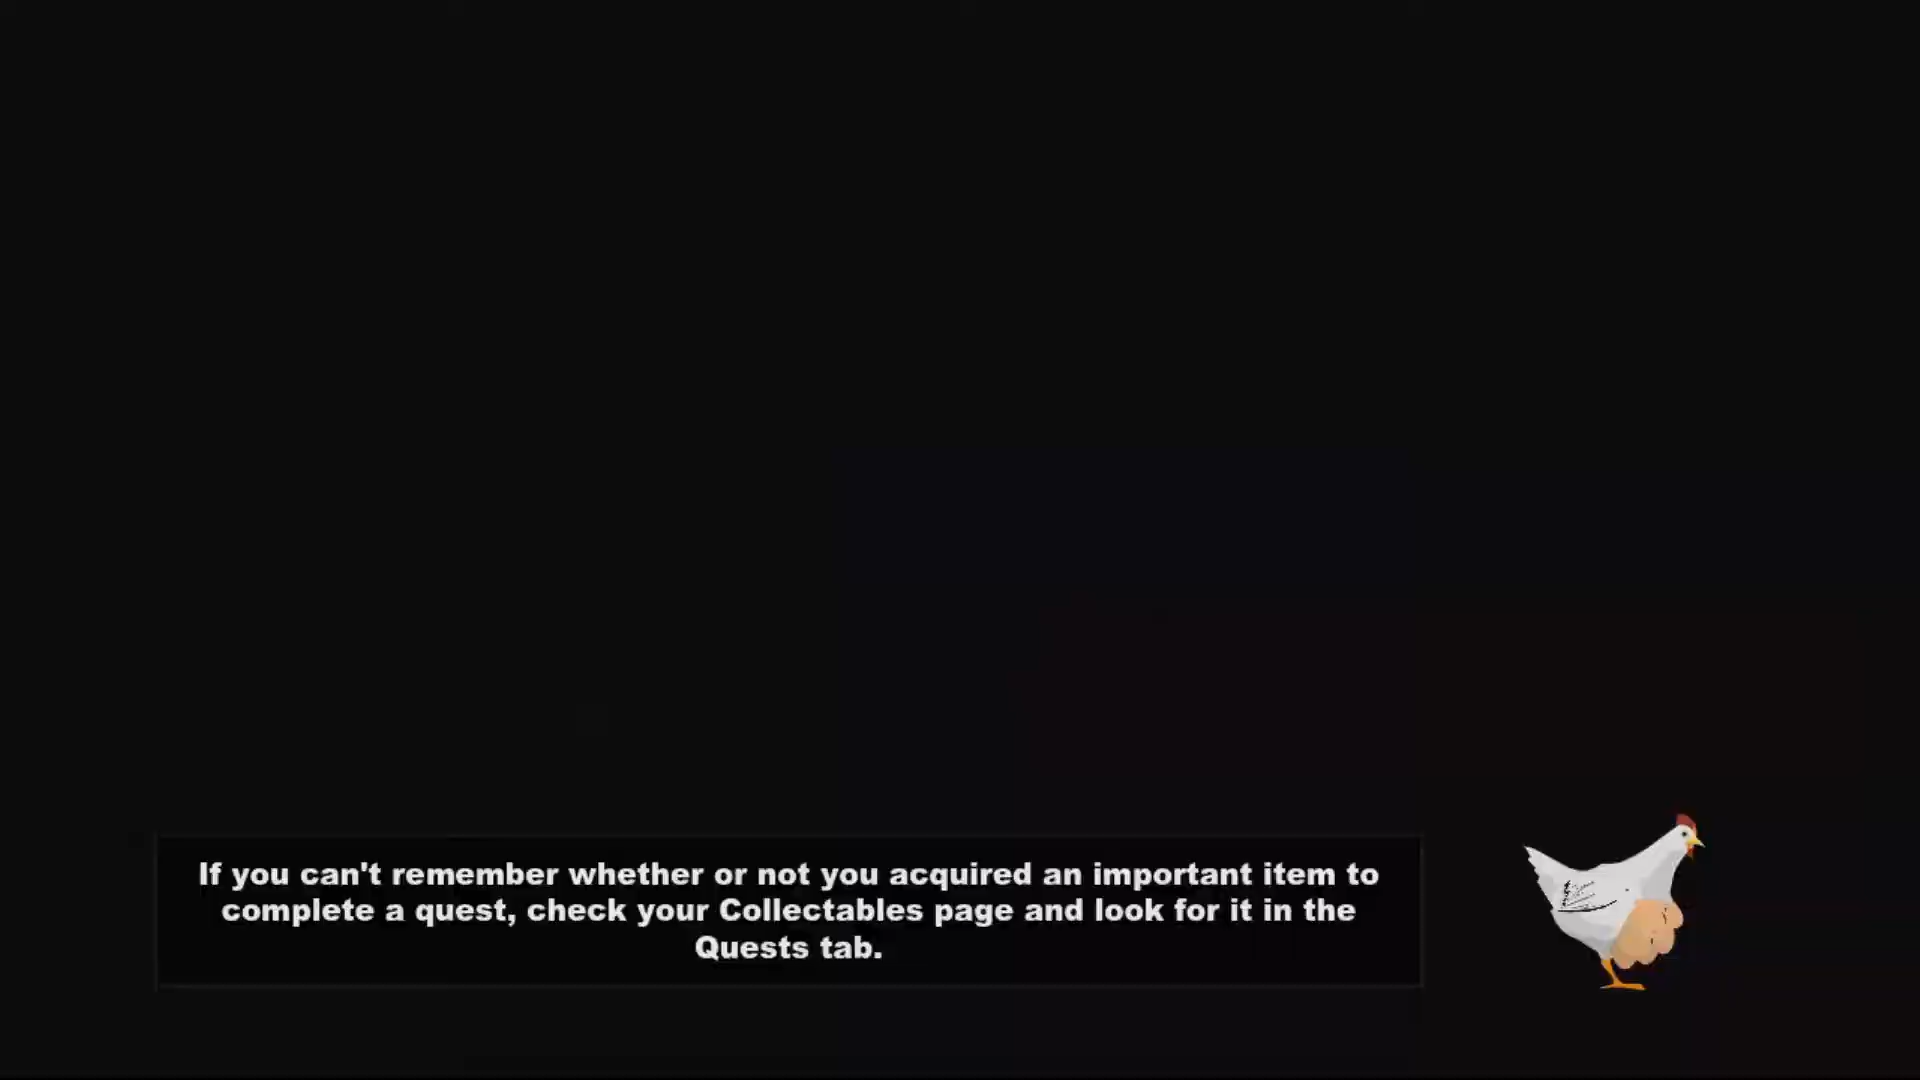 If you can't remember whether or not you acquired an important item to
complete a quest, check your Collectables page and look for it in the
Quests tab.